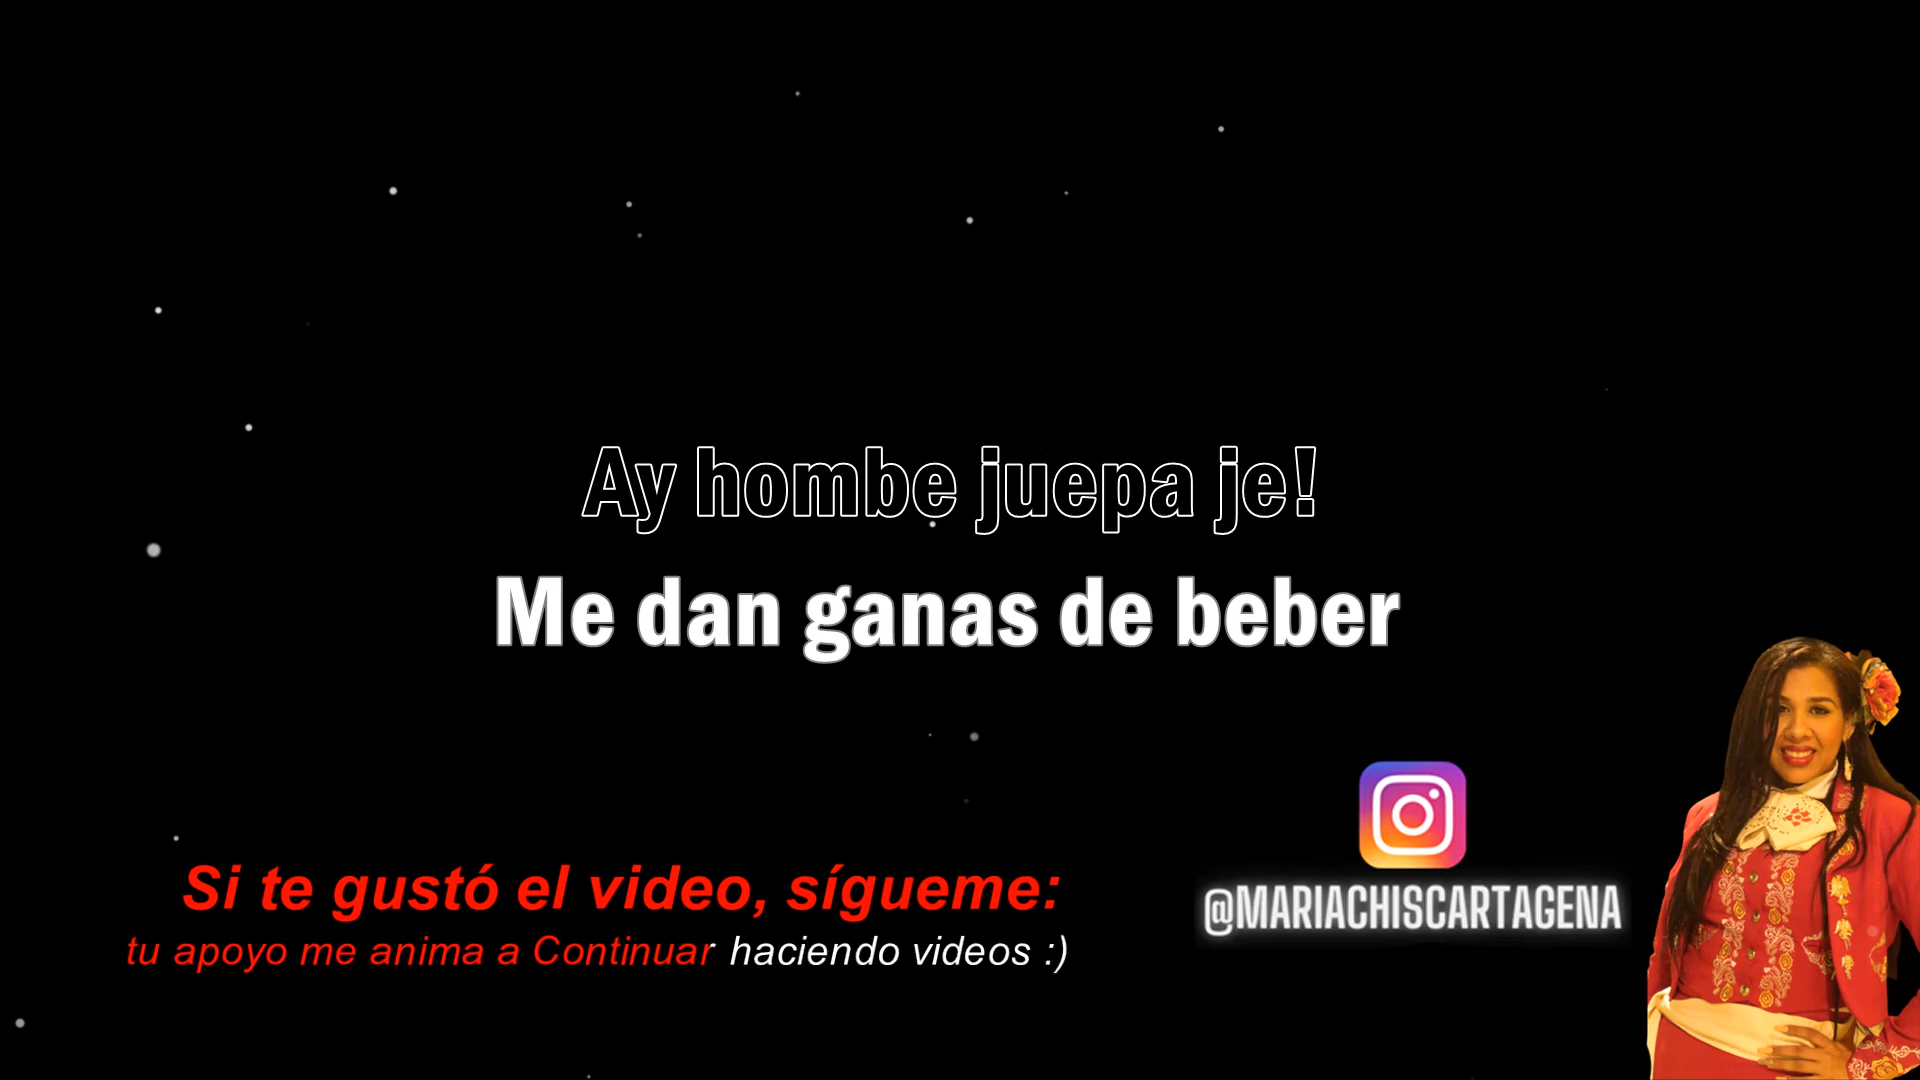 Ay hombe juepa je!
Me dan ganas de beber
Si te gustó el video, sígueme:
tu apoyo me anima a Continuar haciendo videos :)
@MARIACHISCARTAGENA